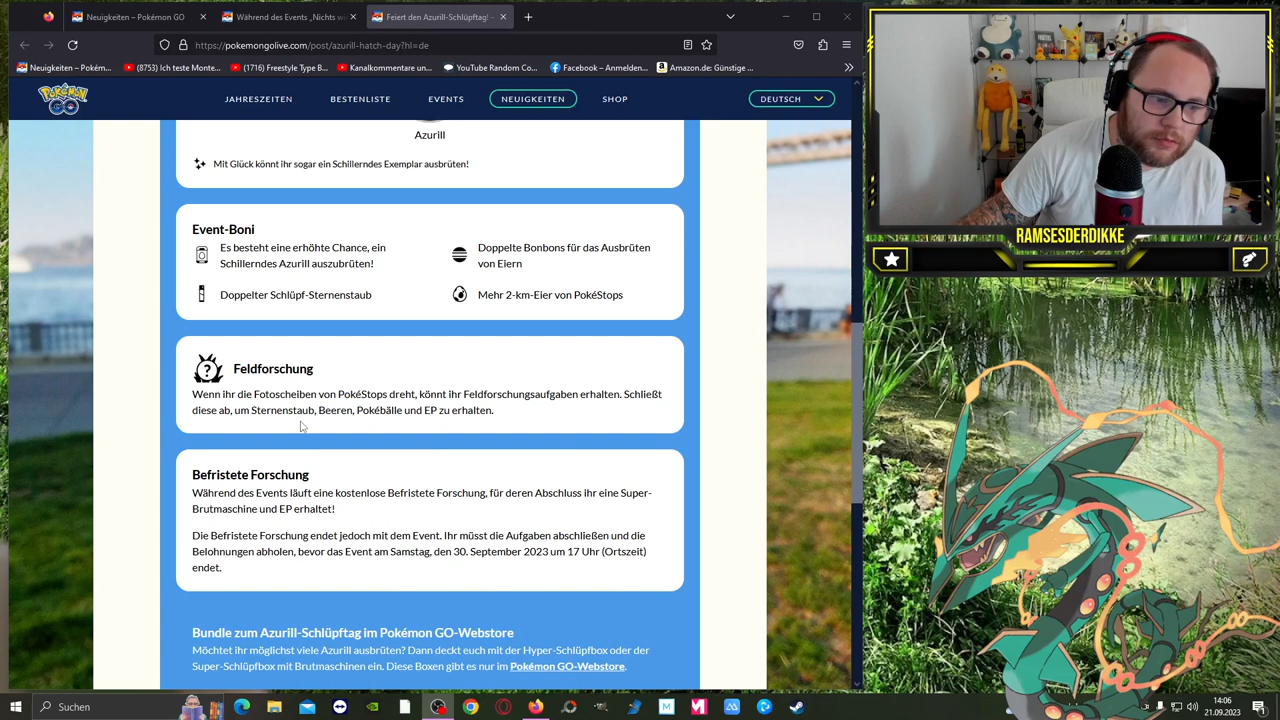 Neuigkeiten – Pokémon GO
Während des Events „Nichts wi
Feiert den Azurill-Schlüpftag! –
https://pokemongolive.com/post/azurill-hatch-day?hl=de
Neuigkeiten – Pokém...
(8753) Ich teste Monte...
(1716) Freestyle Type B...
Kanalkommentare un...
YouTube Random Co...
Facebook – Anmelden...
Amazon.de: Günstige ...
POKÉMON GO
JAHRESZEITEN
BESTENLISTE
EVENTS
NEUIGKEITEN
SHOP
DEUTSCH
Azurill
Mit Glück könnt ihr sogar ein Schillerndes Exemplar ausbrüten!
Event-Boni
Es besteht eine erhöhte Chance, ein
Schillerndes Azurill auszubrüten!
Doppelte Bonbons für das Ausbrüten
von Eiern
Doppelter Schlüpf-Sternenstaub
Mehr 2-km-Eier von PokéStops
Feldforschung
Wenn ihr die Fotoscheiben von PokéStops dreht, könnt ihr Feldforschungsaufgaben erhalten. Schließt
diese ab, um Sternenstaub, Beeren, Pokébälle und EP zu erhalten.
Befristete Forschung
Während des Events läuft eine kostenlose Befristete Forschung, für deren Abschluss ihr eine Super-
Brutmaschine und EP erhaltet!
Die Befristete Forschung endet jedoch mit dem Event. Ihr müsst die Aufgaben abschließen und die
Belohnungen abholen, bevor das Event am Samstag, den 30. September 2023 um 17 Uhr (Ortszeit)
endet.
Bundle zum Azurill-Schlüpftag im Pokémon GO-Webstore
Möchtet ihr möglichst viele Azurill ausbrüten? Dann deckt euch mit der Hyper-Schlüpfbox oder der
Super-Schlüpfbox mit Brutmaschinen ein. Diese Boxen gibt es nur im Pokémon GO-Webstore.
RAMSESDERDIKKE
Suchen
14:06
21.09.2023